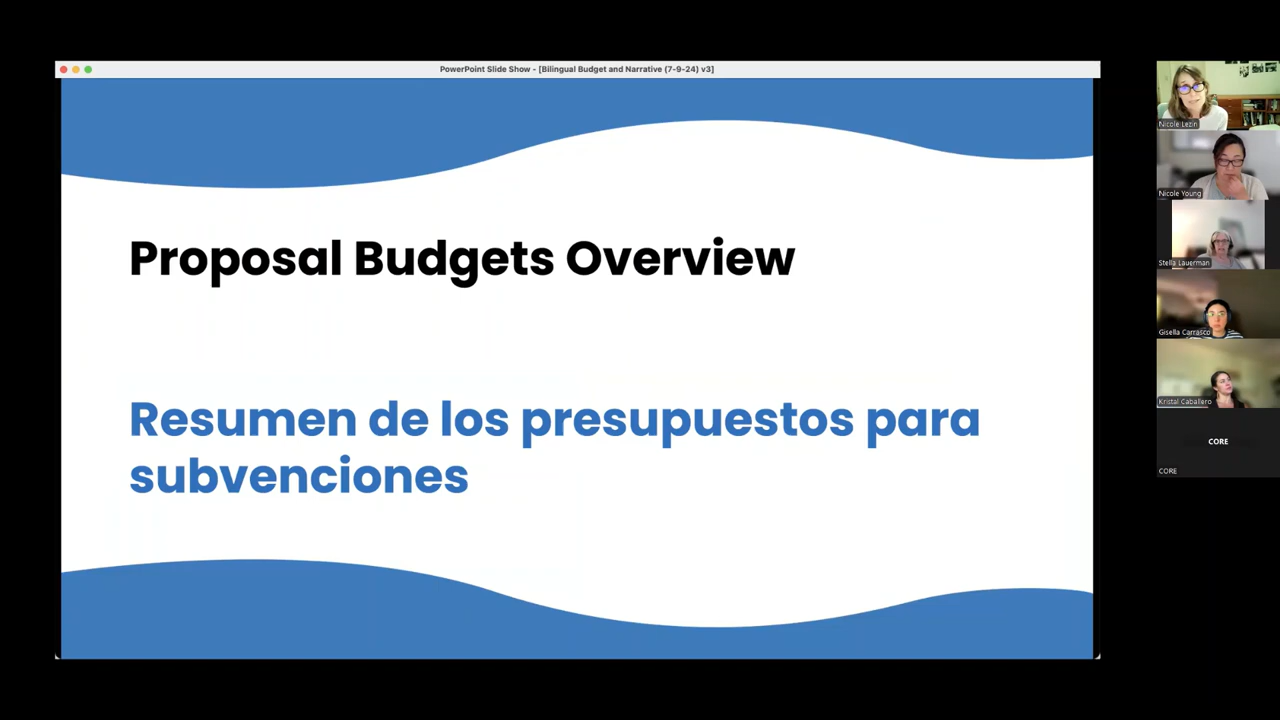 PowerPoint Slide Show - [Bilingual Budget and Narrative (7-9-24) v3]
Proposal Budgets Overview
Resumen de los presupuestos para
subvenciones
Nicole Lezin
Nicole Young
Stella Lauerman
Gisella Carrasco
Kristal Caballero
CORE
CORE